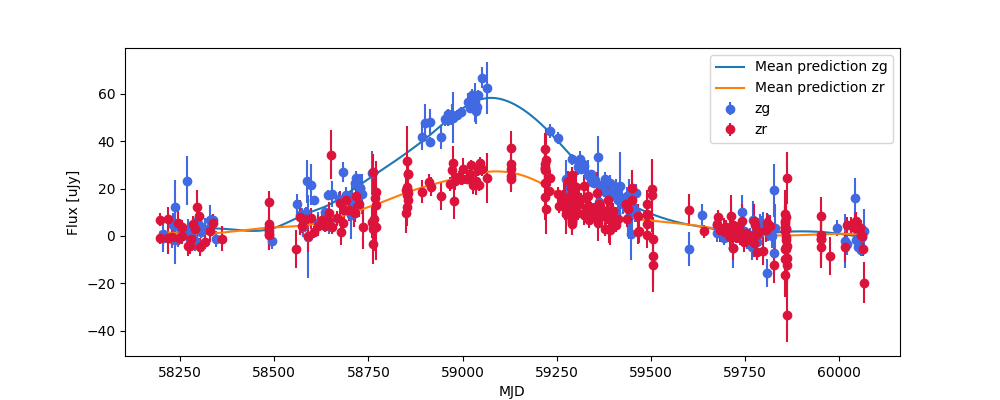 Mean prediction zg
Mean prediction zr
zg
zr
Flux [uJy]
60
40
20
0
−20
−40
58250
58500
58750
59000
59250
59500
59750
60000
MJD